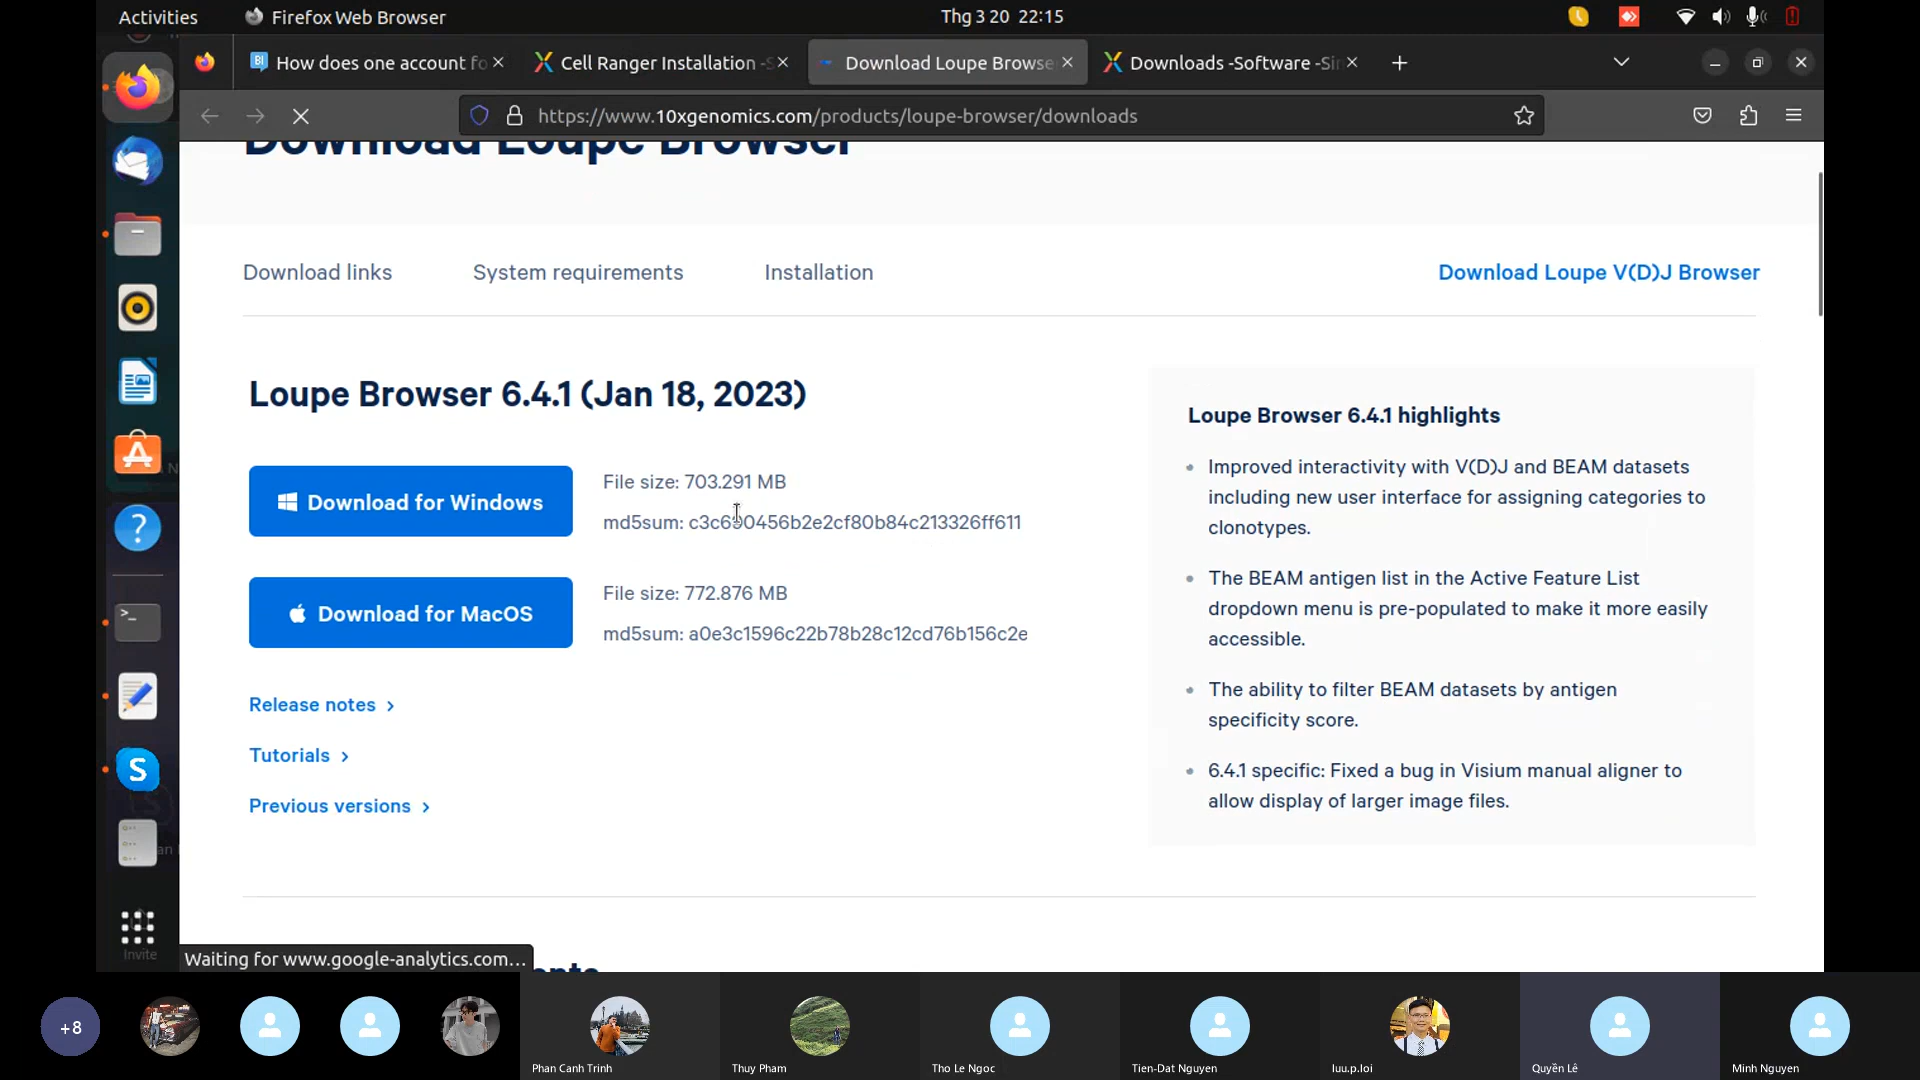 Activities
Firefox Web Browser
Thg 3 20 22:15
How does one account fo
Cell Ranger Installation -S
Download Loupe Browse
Downloads -Software -Sin
https://www.10xgenomics.com/products/loupe-browser/downloads
Download Loupe Browser
Download links
System requirements
Installation
Download Loupe V(D)J Browser
Loupe Browser 6.4.1 (Jan 18, 2023)
Download for Windows
File size: 703.291 MB
md5sum: c3c690456b2e2cf80b84c213326ff611
Download for MacOS
File size: 772.876 MB
md5sum: a0e3c1596c22b78b28c12cd76b156c2e
Release notes
Tutorials
Previous versions
Loupe Browser 6.4.1 highlights
Improved interactivity with V(D)J and BEAM datasets
including new user interface for assigning categories to
clonotypes.
The BEAM antigen list in the Active Feature List
dropdown menu is pre-populated to make it more easily
accessible.
The ability to filter BEAM datasets by antigen
specificity score.
6.4.1 specific: Fixed a bug in Visium manual aligner to
allow display of larger image files.
Invite
Waiting for www.google-analytics.com…
+8
Phan Canh Trinh
Thuy Pham
Tho Le Ngoc
Tien-Dat Nguyen
luu.p.loi
Quyền Lê
Minh Nguyen